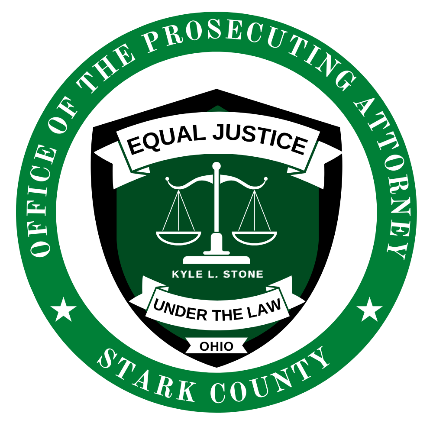 OFFICE OF THE PROSECUTING ATTORNEY
EQUAL JUSTICE
KYLE L. STONE
UNDER THE LAW
OHIO
STARK COUNTY